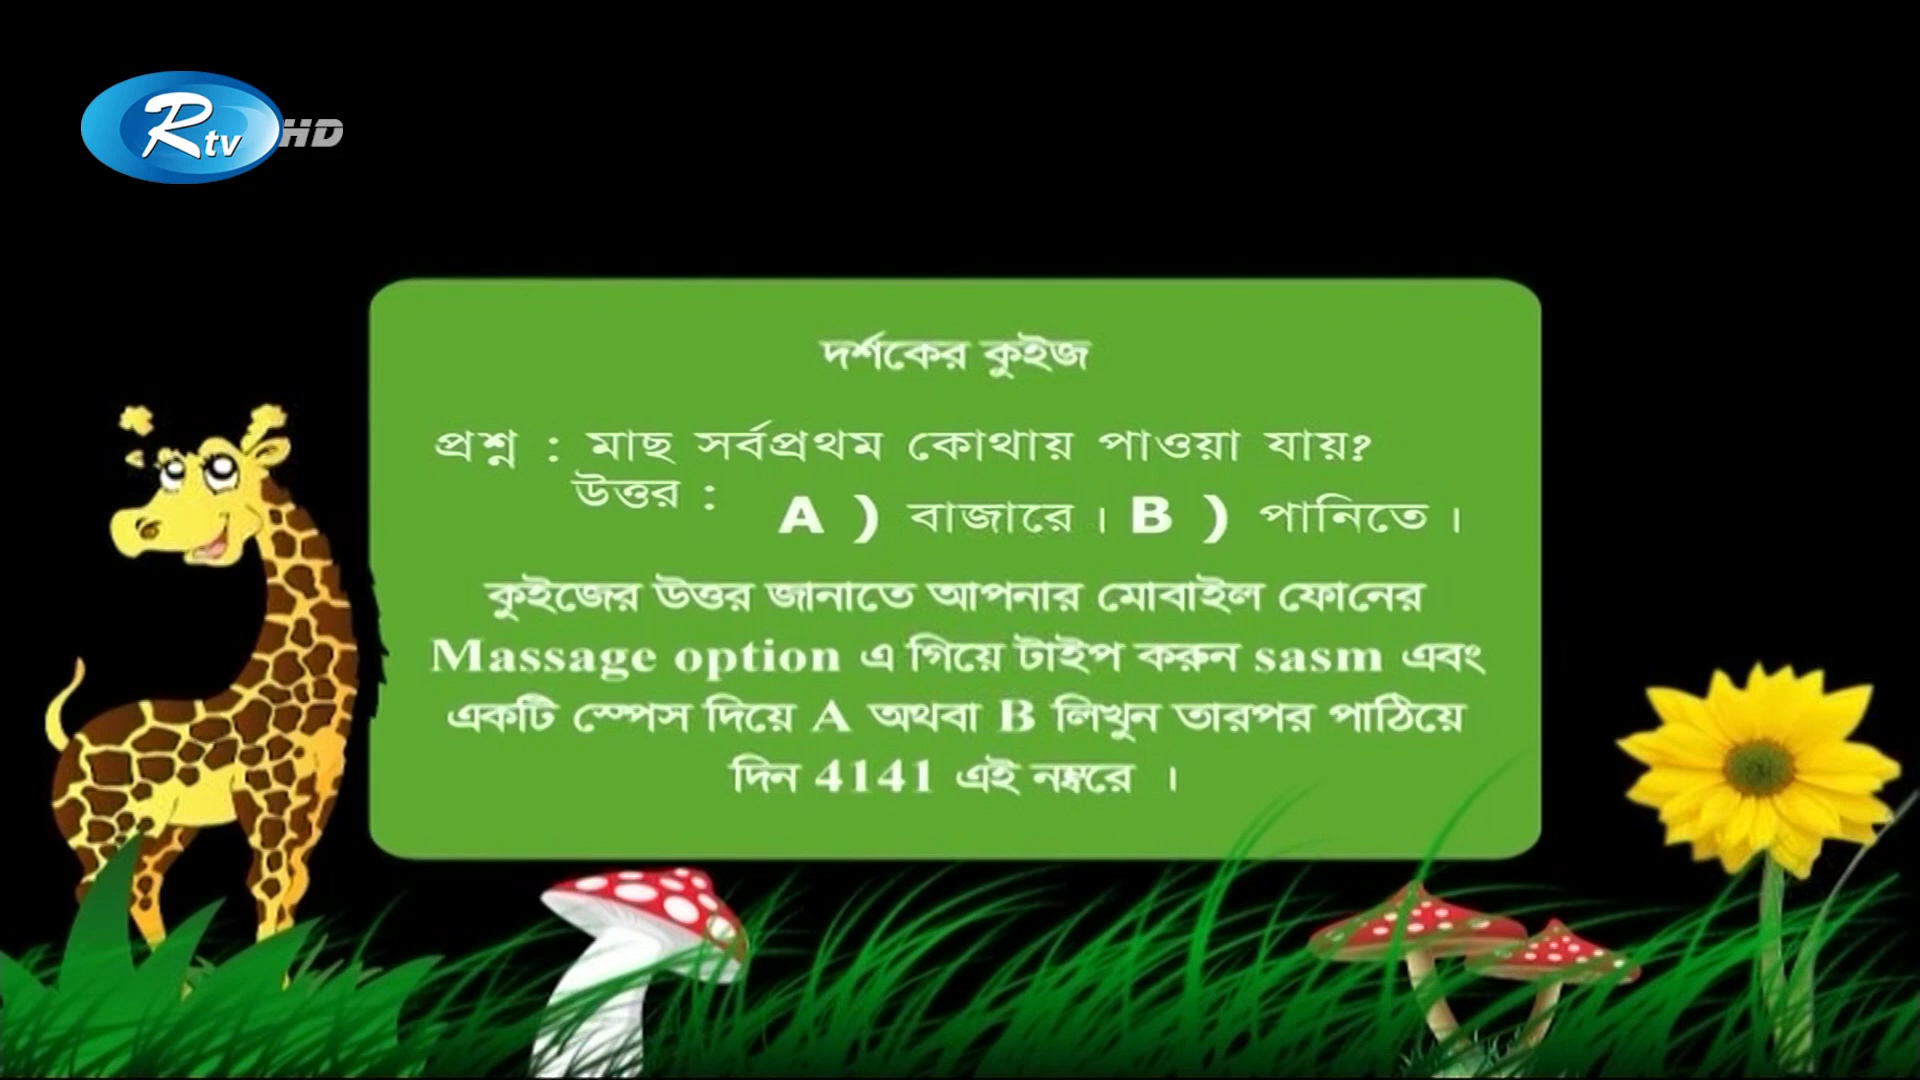 Rtv HD
দর্শকের কুইজ
প্রশ্ন : মাছ সর্বপ্রথম কোথায় পাওয়া যায়?
উত্তর : A ) বাজারে । B ) পানিতে ।
কুইজের উত্তর জানাতে আপনার মোবাইল ফোনের
Massage option এ গিয়ে টাইপ করুন sasm এবং
একটি স্পেস দিয়ে A অথবা B লিখুন তারপর পাঠিয়ে
দিন 4141 এই নম্বরে ।